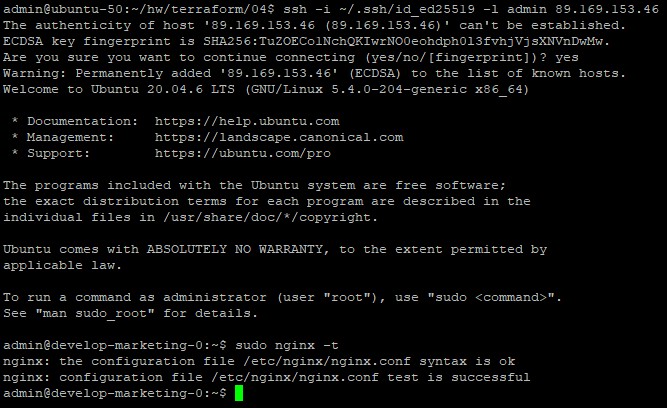 admin@ubuntu-50:~/hw/terraform/04$ ssh -i ~/.ssh/id_ed25519 -l admin 89.169.153.46
The authenticity of host '89.169.153.46 (89.169.153.46)' can't be established.
ECDSA key fingerprint is SHA256:TuZOECo1NchQKIwrNO0eohdph0l3fvhjVjsXNVnDwMw.
Are you sure you want to continue connecting (yes/no/[fingerprint])? yes
Warning: Permanently added '89.169.153.46' (ECDSA) to the list of known hosts.
Welcome to Ubuntu 20.04.6 LTS (GNU/Linux 5.4.0-204-generic x86_64)
* Documentation:  https://help.ubuntu.com
* Management:     https://landscape.canonical.com
* Support:        https://ubuntu.com/pro
The programs included with the Ubuntu system are free software;
the exact distribution terms for each program are described in the
individual files in /usr/share/doc/*/copyright.
Ubuntu comes with ABSOLUTELY NO WARRANTY, to the extent permitted by
applicable law.
To run a command as administrator (user "root"), use "sudo <command>".
See "man sudo_root" for details.
admin@develop-marketing-0:~$ sudo nginx -t
nginx: the configuration file /etc/nginx/nginx.conf syntax is ok
nginx: configuration file /etc/nginx/nginx.conf test is successful
admin@develop-marketing-0:~$